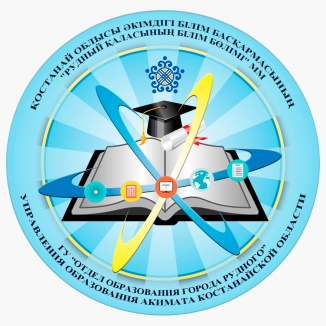 ҚОСТАНАЙ ОБЛЫСЫ ӘКІМДІГІ БІЛІМ БАСҚАРМАСЫНЫҢ
"РУДНЫЙ ҚАЛАСЫНЫҢ БІЛІМ БӨЛІМІ" ММ
ГУ "ОТДЕЛ ОБРАЗОВАНИЯ ГОРОДА РУДНОГО"
УПРАВЛЕНИЯ ОБРАЗОВАНИЯ АКИМАТА КОСТАНАЙСКОЙ ОБЛАСТИ